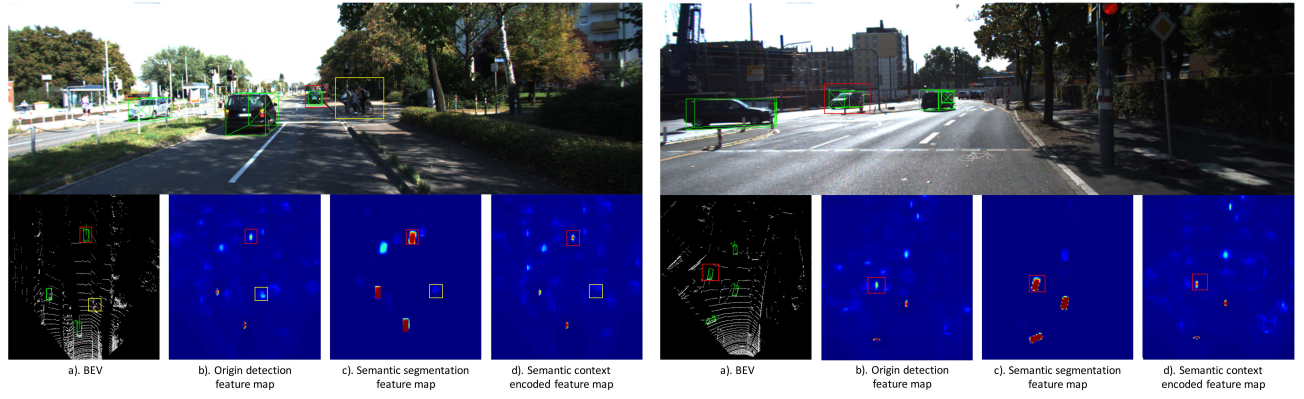 a). BEV
b). Origin detection
feature map
c). Semantic segmentation
feature map
d). Semantic context
encoded feature map
a). BEV
b). Origin detection
feature map
c). Semantic segmentation
feature map
d). Semantic context
encoded feature map